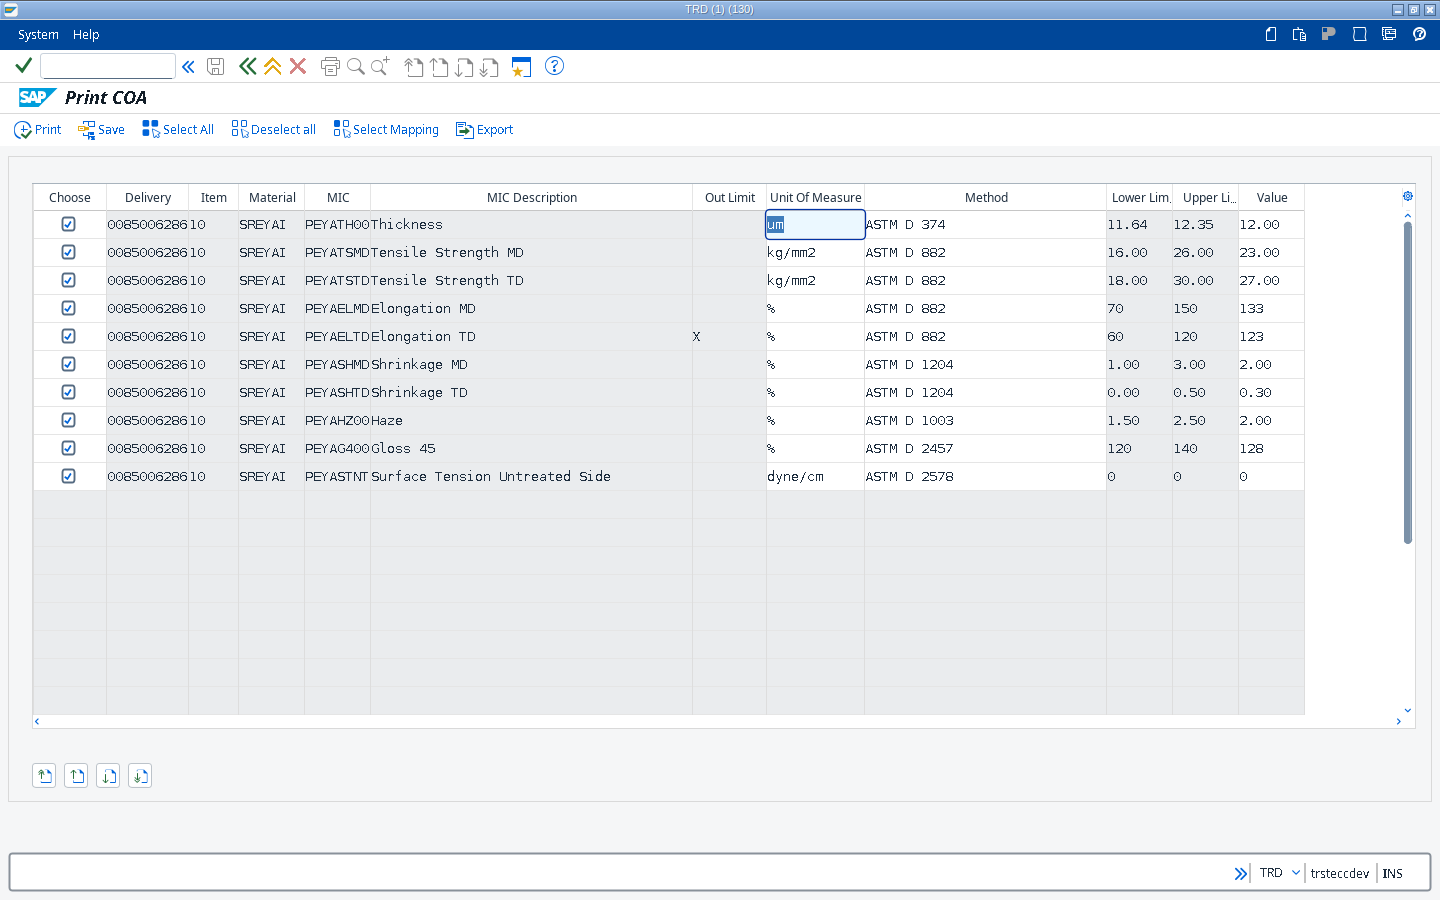 TRD (1) (130)
System Help
SAP Print COA
Print Save Select All Deselect all Select Mapping Export
Choose Delivery Item Material MIC MIC Description Out Limit Unit Of Measure Method Lower Lim. Upper Li... Value
0085006286 10 SREYAI PEYATH00 Thickness um ASTM D 374 11.64 12.35 12.00
0085006286 10 SREYAI PEYATSMD Tensile Strength MD kg/mm2 ASTM D 882 16.00 26.00 23.00
0085006286 10 SREYAI PEYATSTD Tensile Strength TD kg/mm2 ASTM D 882 18.00 30.00 27.00
0085006286 10 SREYAI PEYAELMD Elongation MD % ASTM D 882 70 150 133
0085006286 10 SREYAI PEYAELTD Elongation TD X % ASTM D 882 60 120 123
0085006286 10 SREYAI PEYASHMD Shrinkage MD % ASTM D 1204 1.00 3.00 2.00
0085006286 10 SREYAI PEYASHTD Shrinkage TD % ASTM D 1204 0.00 0.50 0.30
0085006286 10 SREYAI PEYAHZ00 Haze % ASTM D 1003 1.50 2.50 2.00
0085006286 10 SREYAI PEYAG400 Gloss 45 % ASTM D 2457 120 140 128
0085006286 10 SREYAI PEYASTNT Surface Tension Untreated Side dyne/cm ASTM D 2578 0 0 0
TRD trsteccdev INS